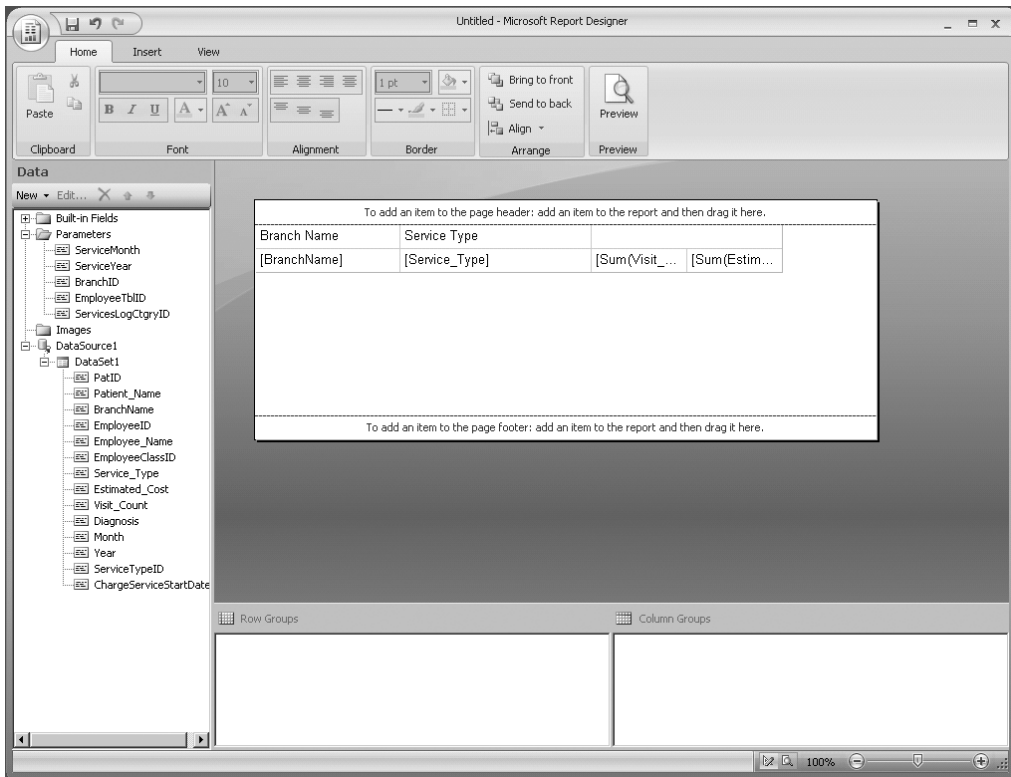 Untitled - Microsoft Report Designer
Home Insert View
Paste
Clipboard
10
B I U A A A
Font
Alignment
1 pt
Border
Bring to front
Send to back
Align
Arrange
Preview
Preview
Data
New Edit...
Built-in Fields
Parameters
ServiceMonth
ServiceYear
BranchID
EmployeeTblID
ServicesLogCtgryID
Images
DataSource1
DataSet1
PatID
Patient_Name
BranchName
EmployeeID
Employee_Name
EmployeeClassID
Service_Type
Estimated_Cost
Visit_Count
Diagnosis
Month
Year
ServiceTypeID
ChargeServiceStartDate
To add an item to the page header: add an item to the report and then drag it here.
Branch Name Service Type
[BranchName] [Service_Type] [Sum(Visit_... [Sum(Estim...
To add an item to the page footer: add an item to the report and then drag it here.
Row Groups
Column Groups
100%